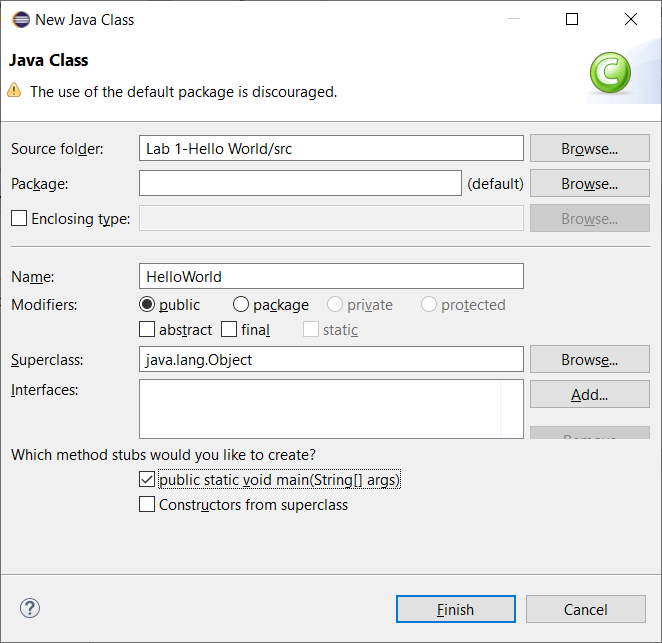 New Java Class
Java Class
The use of the default package is discouraged.
Source folder: Lab 1-Hello World/src Browse...
Package: (default) Browse...
Enclosing type: Browse...
Name: HelloWorld
Modifiers: public package private protected
abstract final static
Superclass: java.lang.Object Browse...
Interfaces: Add...
Which method stubs would you like to create?
public static void main(String[] args)
Constructors from superclass
Finish Cancel